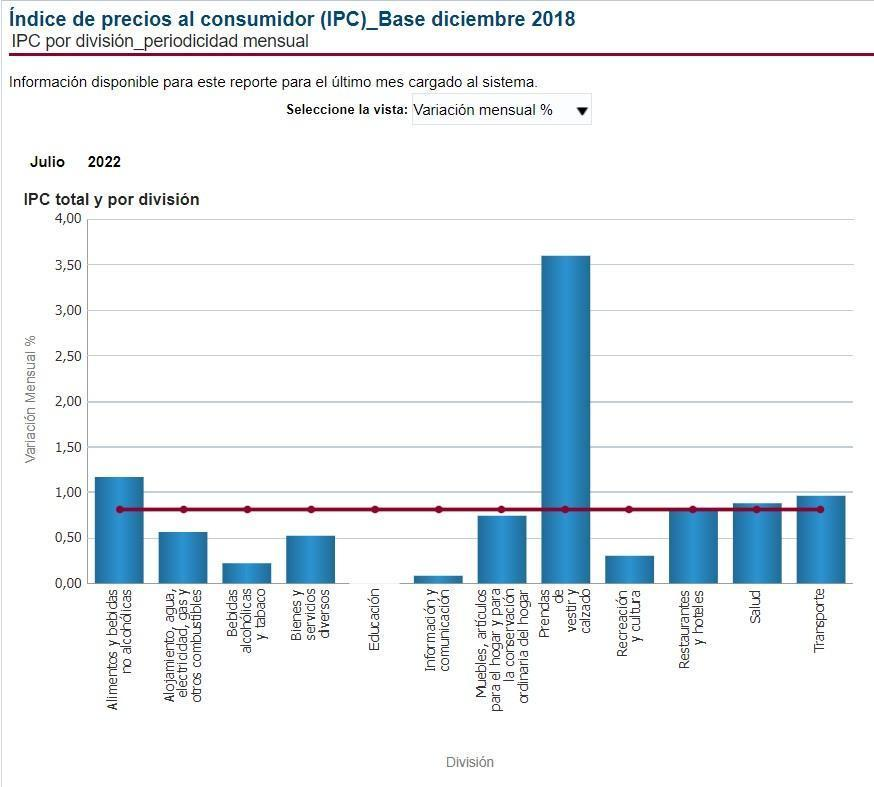 Índice de precios al consumidor (IPC)_Base diciembre 2018
IPC por división_periodicidad mensual
Información disponible para este reporte para el último mes cargado al sistema.
Seleccione la vista: Variación mensual %
Julio 2022
IPC total y por división
4,00
3,50
3,00
2,50
2,00
1,50
1,00
0,50
0,00
Variación Mensual %
Alimentos y bebidas
no alcohólicas
Alojamiento, agua,
electricidad, gas y
otros combustibles
Bebidas
alcohólicas
y tabaco
Bienes y
servicios
diversos
Educación
Información y
comunicación
Muebles, artículos
para el hogar y para
la conservación
ordinaria del hogar
Prendas
de
vestir y
calzado
Recreación
y cultura
Restaurantes
y hoteles
Salud
Transporte
División